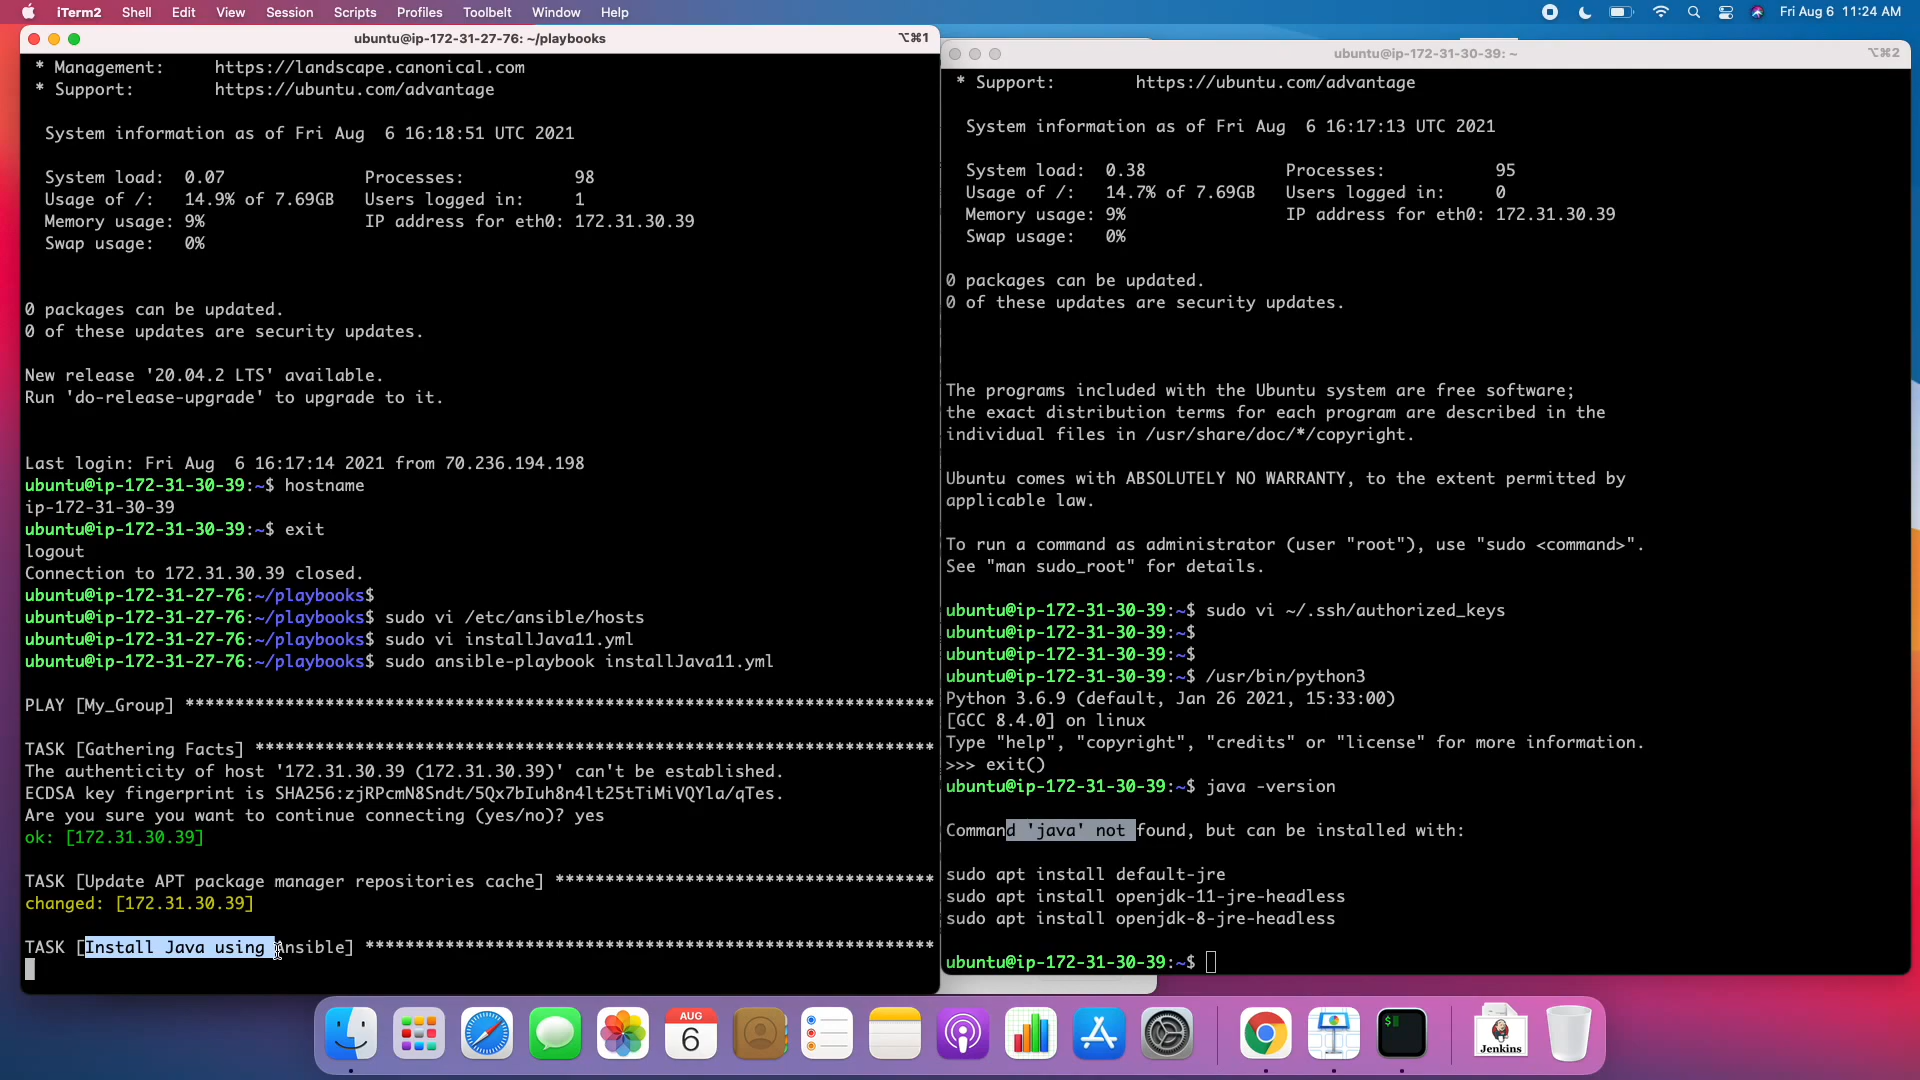 iTerm2 Shell Edit View Session Scripts Profiles Toolbelt Window Help Fri Aug 6 11:24 AM
ubuntu@ip-172-31-27-76: ~/playbooks ⌥⌘1
* Management: https://landscape.canonical.com
* Support: https://ubuntu.com/advantage
System information as of Fri Aug 6 16:18:51 UTC 2021
System load: 0.07 Processes: 98
Usage of /: 14.9% of 7.69GB Users logged in: 1
Memory usage: 9% IP address for eth0: 172.31.30.39
Swap usage: 0%
0 packages can be updated.
0 of these updates are security updates.
New release '20.04.2 LTS' available.
Run 'do-release-upgrade' to upgrade to it.
Last login: Fri Aug 6 16:17:14 2021 from 70.236.194.198
ubuntu@ip-172-31-30-39:~$ hostname
ip-172-31-30-39
ubuntu@ip-172-31-30-39:~$ exit
logout
Connection to 172.31.30.39 closed.
ubuntu@ip-172-31-27-76:~/playbooks$
ubuntu@ip-172-31-27-76:~/playbooks$ sudo vi /etc/ansible/hosts
ubuntu@ip-172-31-27-76:~/playbooks$ sudo vi installJava11.yml
ubuntu@ip-172-31-27-76:~/playbooks$ sudo ansible-playbook installJava11.yml
PLAY [My_Group] ***************************************************************************
TASK [Gathering Facts] ********************************************************************
The authenticity of host '172.31.30.39 (172.31.30.39)' can't be established.
ECDSA key fingerprint is SHA256:zjRPcmN8Sndt/5Qx7bIuh8n4lt25tTiMiVQYla/qTes.
Are you sure you want to continue connecting (yes/no)? yes
ok: [172.31.30.39]
TASK [Update APT package manager repositories cache] **************************************
changed: [172.31.30.39]
TASK [Install Java using Ansible] *********************************************************
ubuntu@ip-172-31-30-39: ~ ⌥⌘2
* Support: https://ubuntu.com/advantage
System information as of Fri Aug 6 16:17:13 UTC 2021
System load: 0.38 Processes: 95
Usage of /: 14.7% of 7.69GB Users logged in: 0
Memory usage: 9% IP address for eth0: 172.31.30.39
Swap usage: 0%
0 packages can be updated.
0 of these updates are security updates.
The programs included with the Ubuntu system are free software;
the exact distribution terms for each program are described in the
individual files in /usr/share/doc/*/copyright.
Ubuntu comes with ABSOLUTELY NO WARRANTY, to the extent permitted by
applicable law.
To run a command as administrator (user "root"), use "sudo <command>".
See "man sudo_root" for details.
ubuntu@ip-172-31-30-39:~$ sudo vi ~/.ssh/authorized_keys
ubuntu@ip-172-31-30-39:~$
ubuntu@ip-172-31-30-39:~$
ubuntu@ip-172-31-30-39:~$ /usr/bin/python3
Python 3.6.9 (default, Jan 26 2021, 15:33:00)
[GCC 8.4.0] on linux
Type "help", "copyright", "credits" or "license" for more information.
>>> exit()
ubuntu@ip-172-31-30-39:~$ java -version
Command 'java' not found, but can be installed with:
sudo apt install default-jre
sudo apt install openjdk-11-jre-headless
sudo apt install openjdk-8-jre-headless
ubuntu@ip-172-31-30-39:~$
AUG
6
$
Jenkins